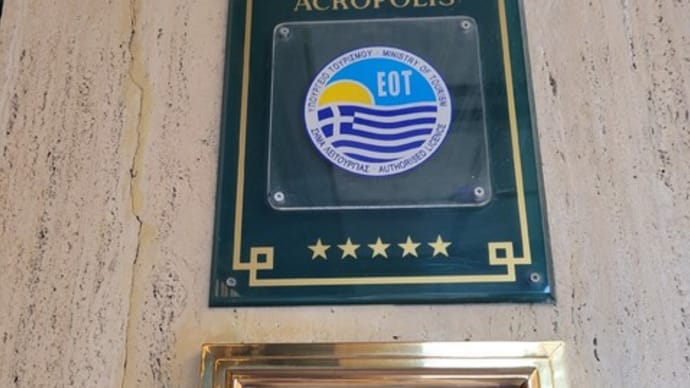 ACROPOLIS
ΥΠΟΥΡΓΕΙΟ ΤΟΥΡΙΣΜΟΥ · MINISTRY OF TOURISM
EOT
ΣΗΜΑ ΛΕΙΤΟΥΡΓΙΑΣ · AUTHORISED LICENCE